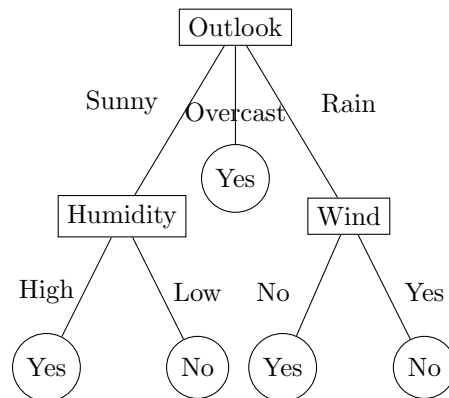 Outlook
Sunny
Overcast
Rain
Yes
Humidity
Wind
High
Low
No
Yes
Yes
No
Yes
No